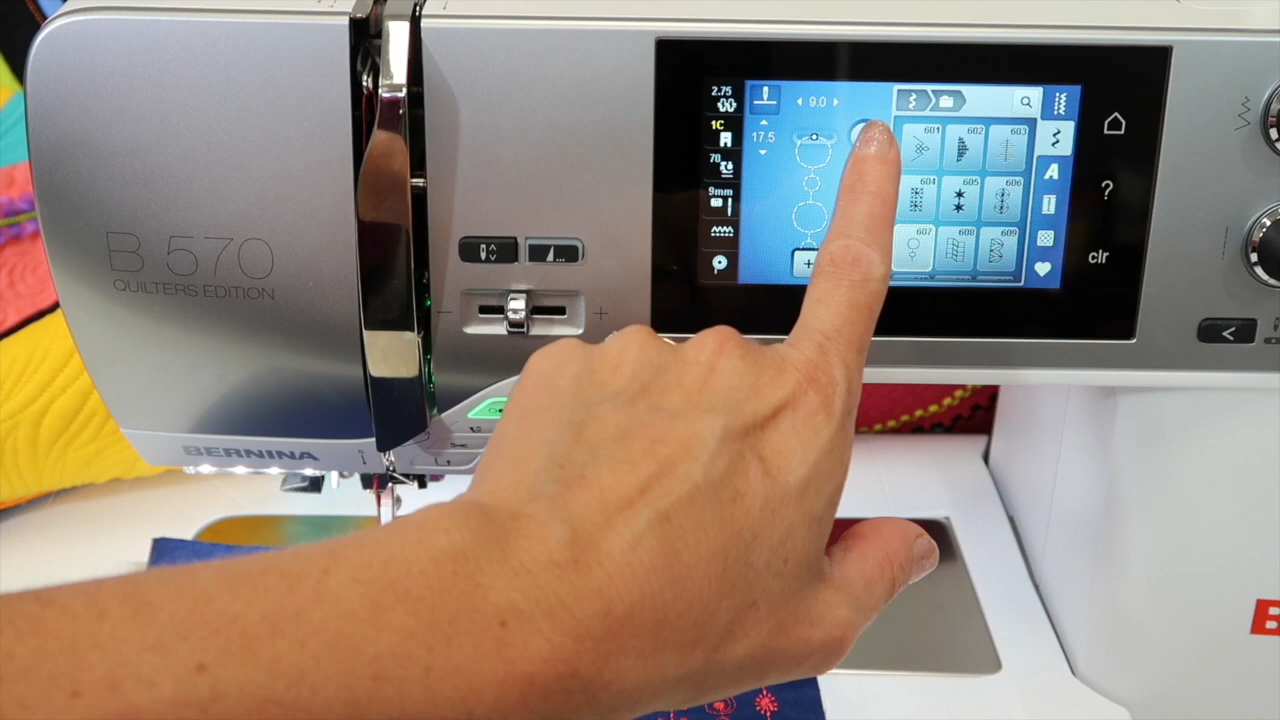 B 570
QUILTERS EDITION
BERNINA
− +
2.75
1C
70
9mm
9.0
17.5
+
A
601 602 603
604 605 606
607 608 609
?
clr
<
B